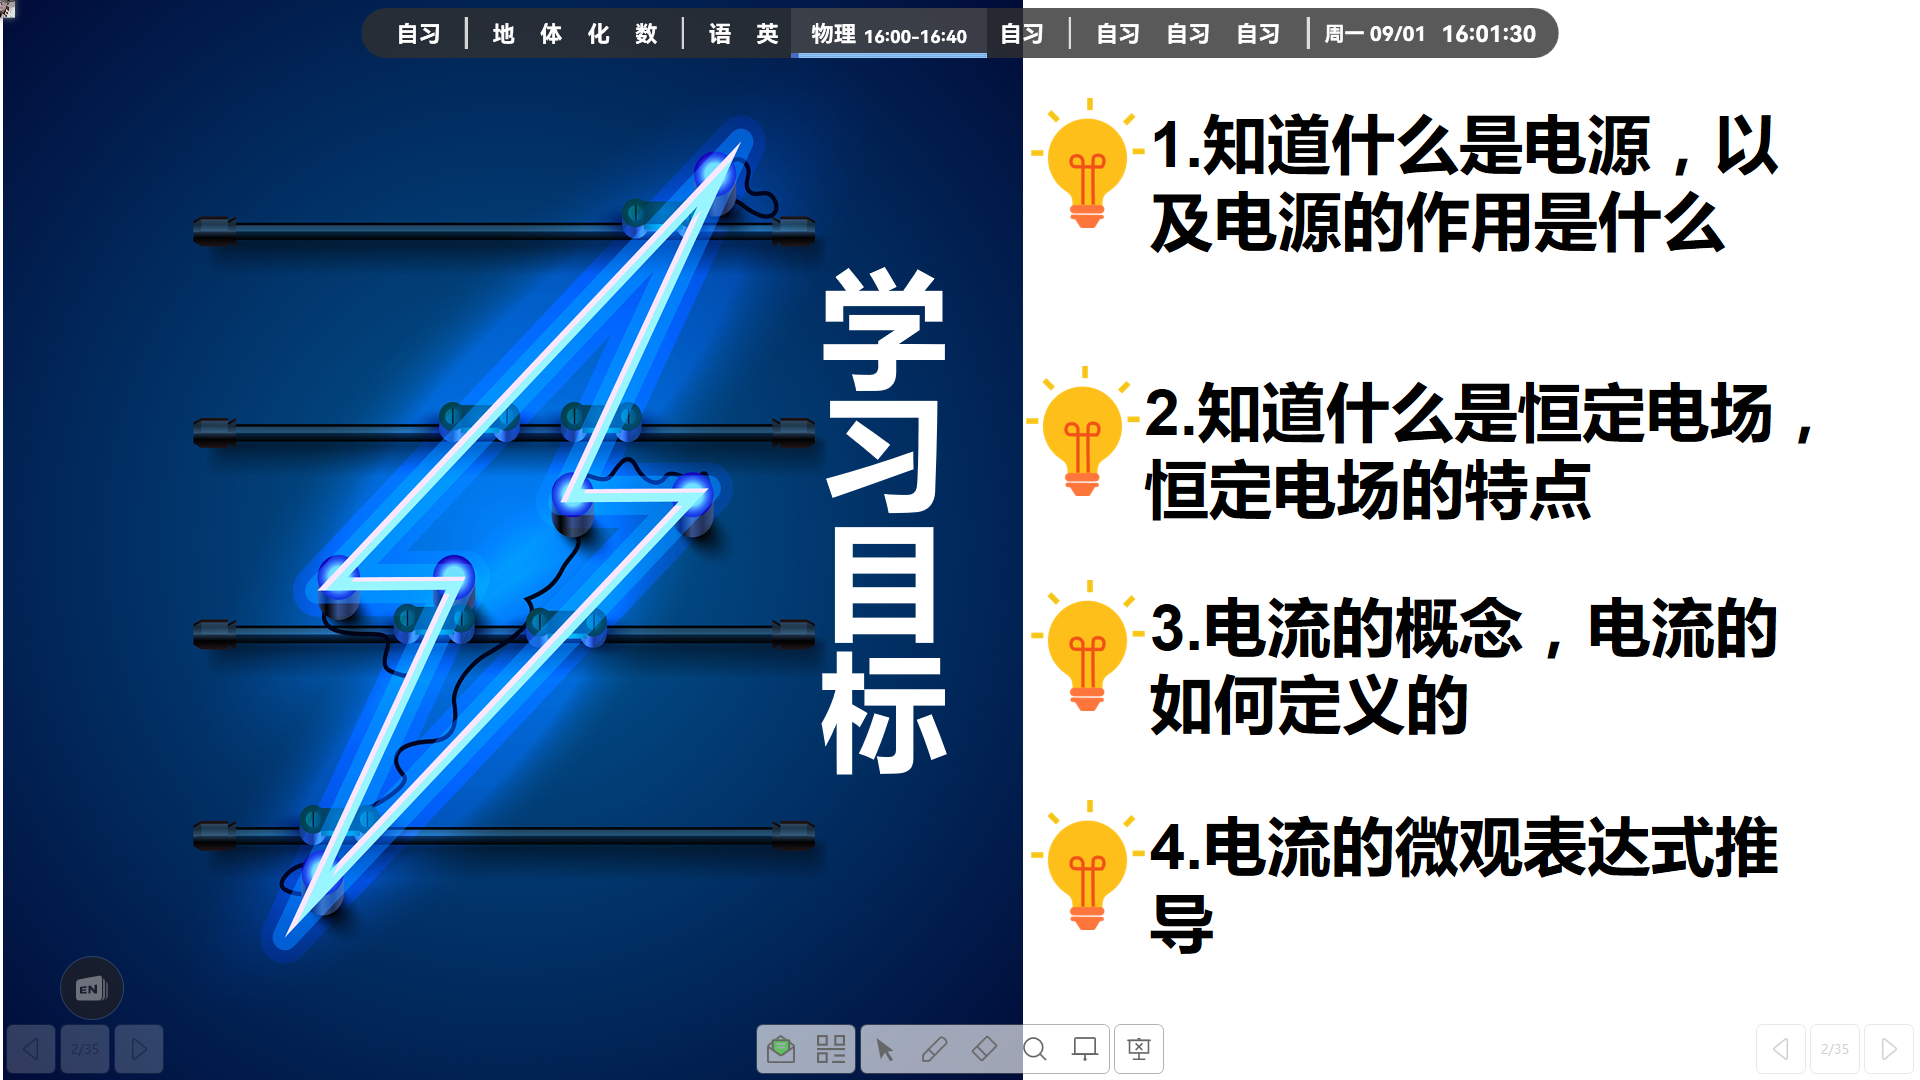 自习 | 地 体 化 数 | 语 英 物理 16:00-16:40 自习 | 自习 自习 自习 | 周一 09/01 16:01:30
学习目标
1.知道什么是电源，以
及电源的作用是什么
2.知道什么是恒定电场，
恒定电场的特点
3.电流的概念，电流的
如何定义的
4.电流的微观表达式推
导
EN
2/35
2/35